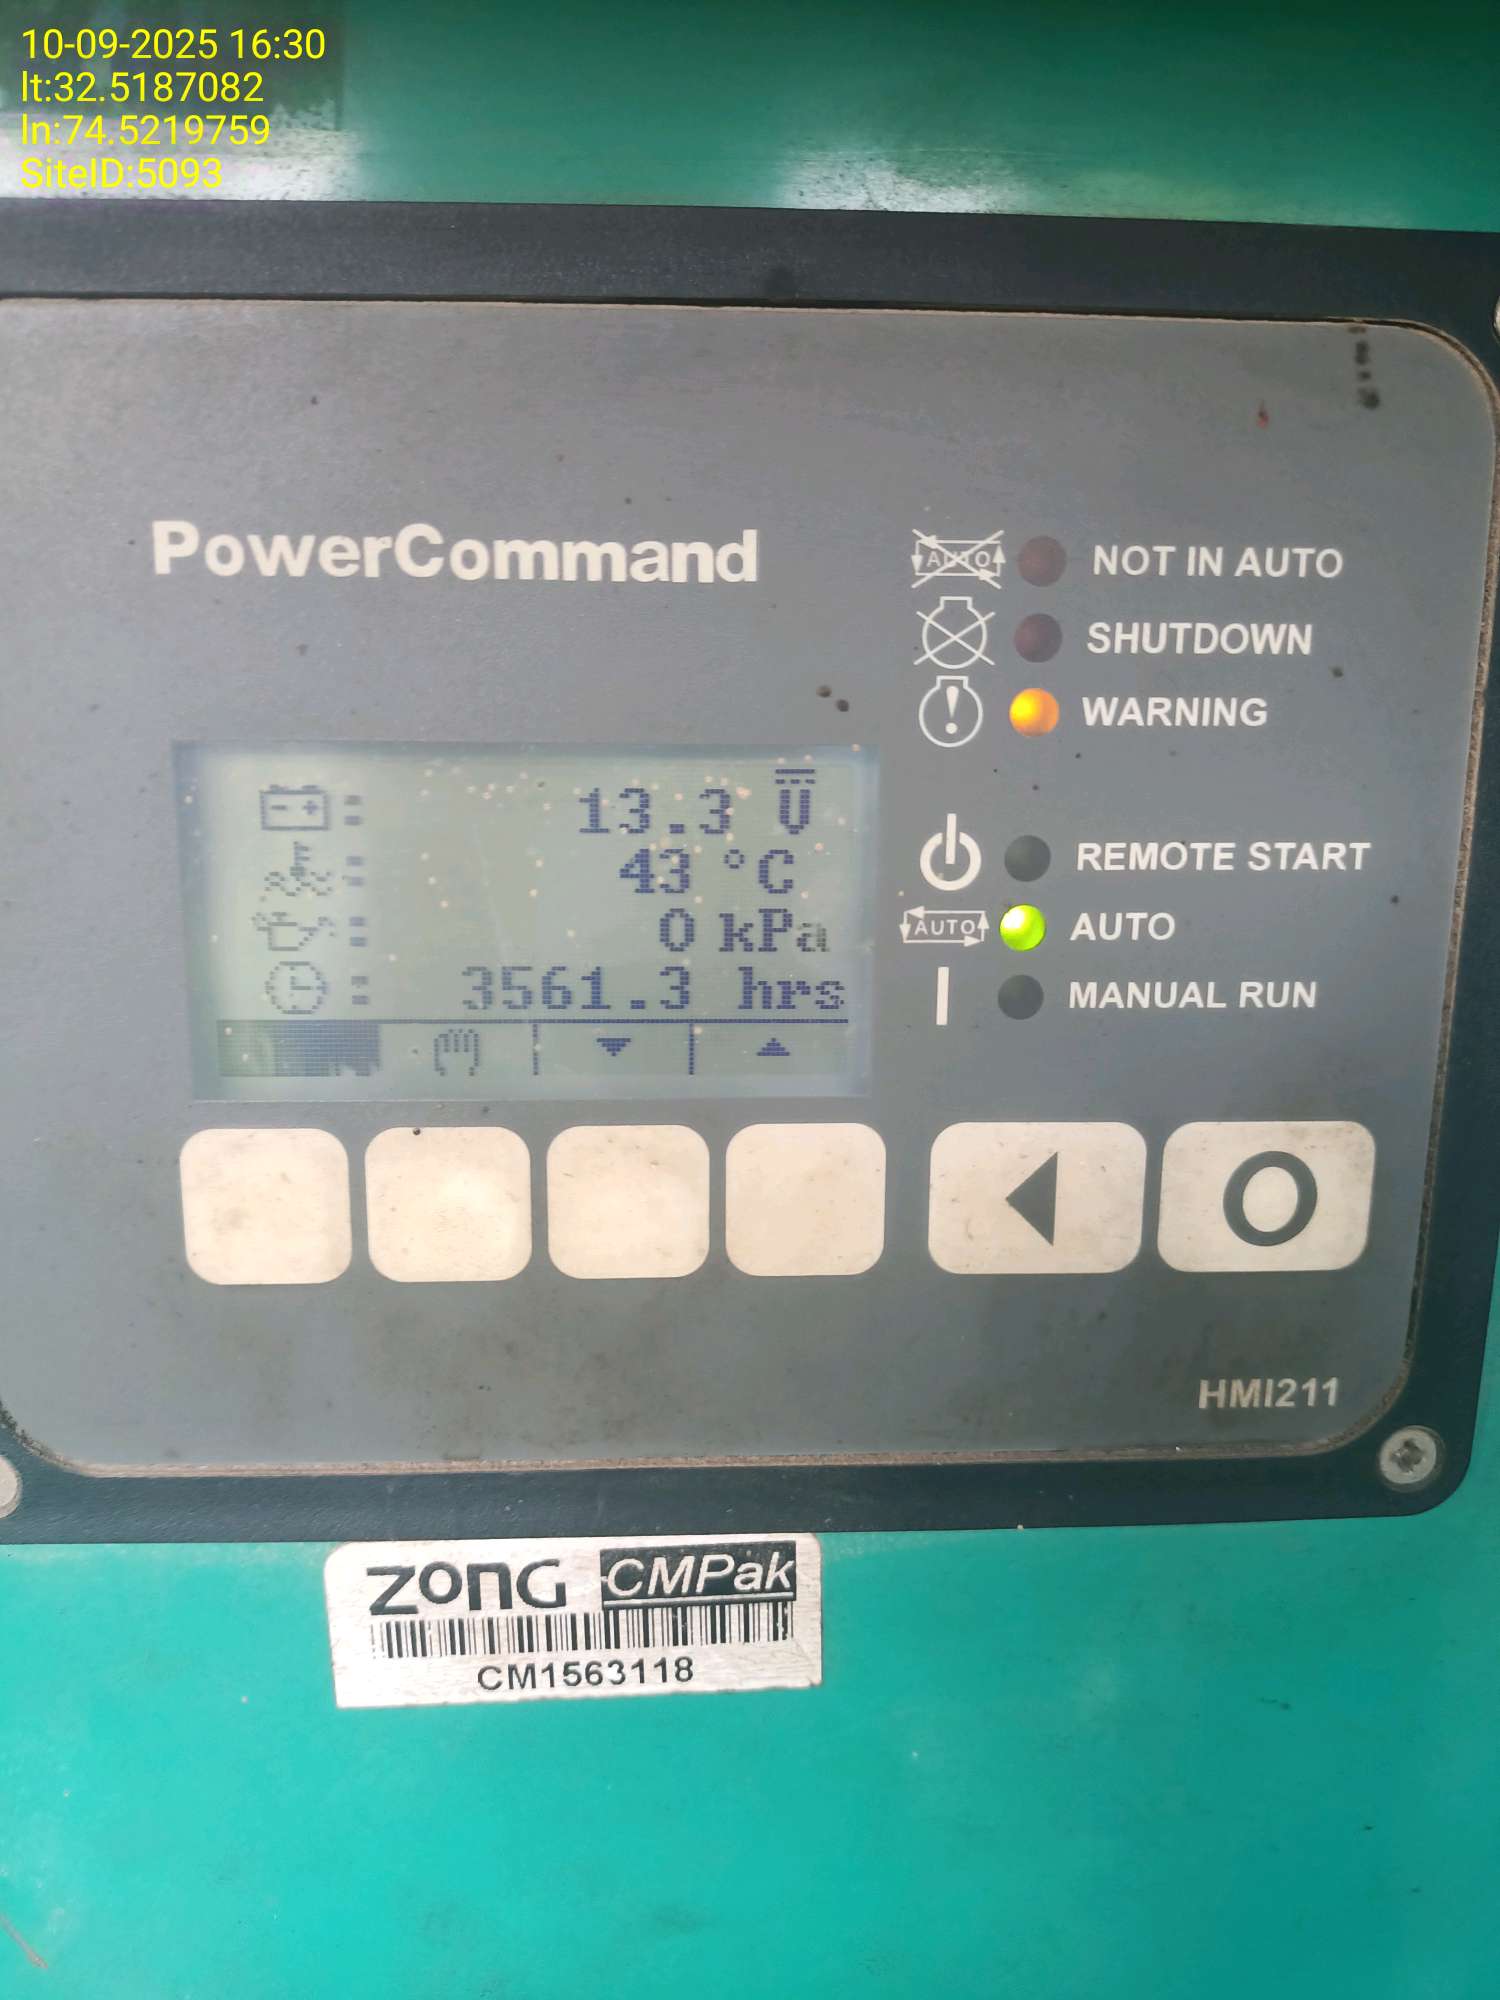 10-09-2025 16:30
lt:32.5187082
ln:74.5219759
SiteID:5093
PowerCommand
AUTO NOT IN AUTO
SHUTDOWN
! WARNING
- + : 13.3 V
: 43 °C
: 0 kPa
: 3561.3 hrs
REMOTE START
AUTO AUTO
MANUAL RUN
HMI211
ZONG CMPak
CM1563118